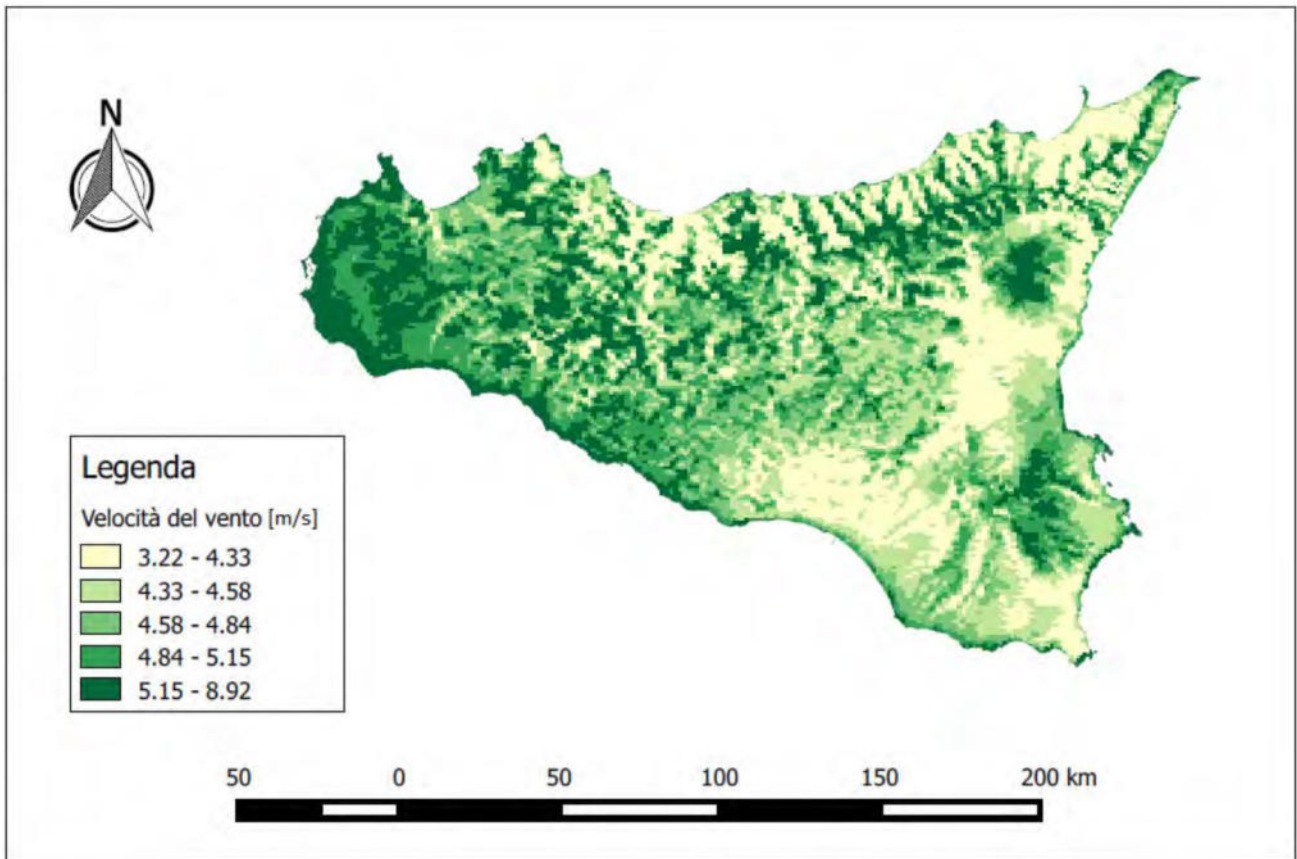 N
Legenda
Velocità del vento [m/s]
3.22 - 4.33
4.33 - 4.58
4.58 - 4.84
4.84 - 5.15
5.15 - 8.92
50 0 50 100 150 200 km